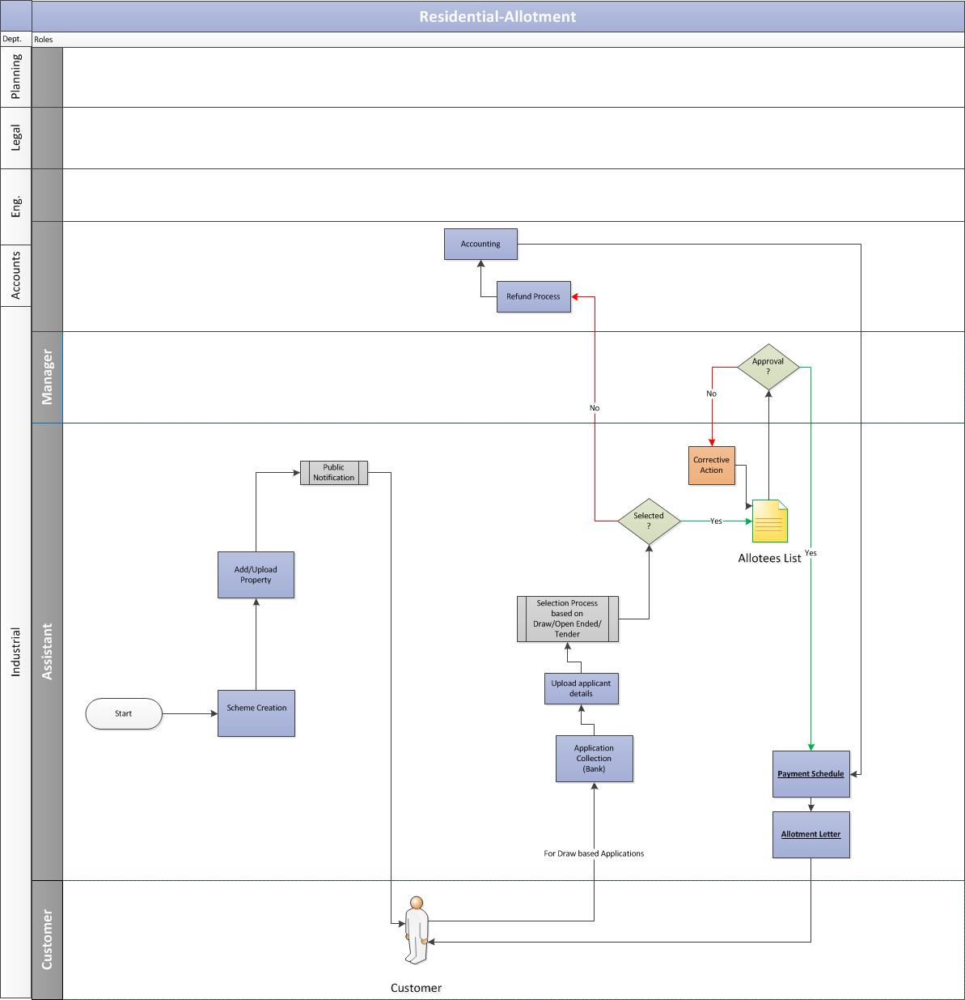 Residential-Allotment
Dept.
Roles
Planning
Legal
Eng.
Accounts
Industrial
Manager
Assistant
Customer
Accounting
Refund Process
Approval
?
No
No
Corrective
Action
Public
Notification
Selected
?
Yes
Allotees List
Yes
Add/Upload
Property
Selection Process
based on
Draw/Open Ended/
Tender
Upload applicant
details
Start
Scheme Creation
Application
Collection
(Bank)
Payment Schedule
Allotment Letter
For Draw based Applications
Customer